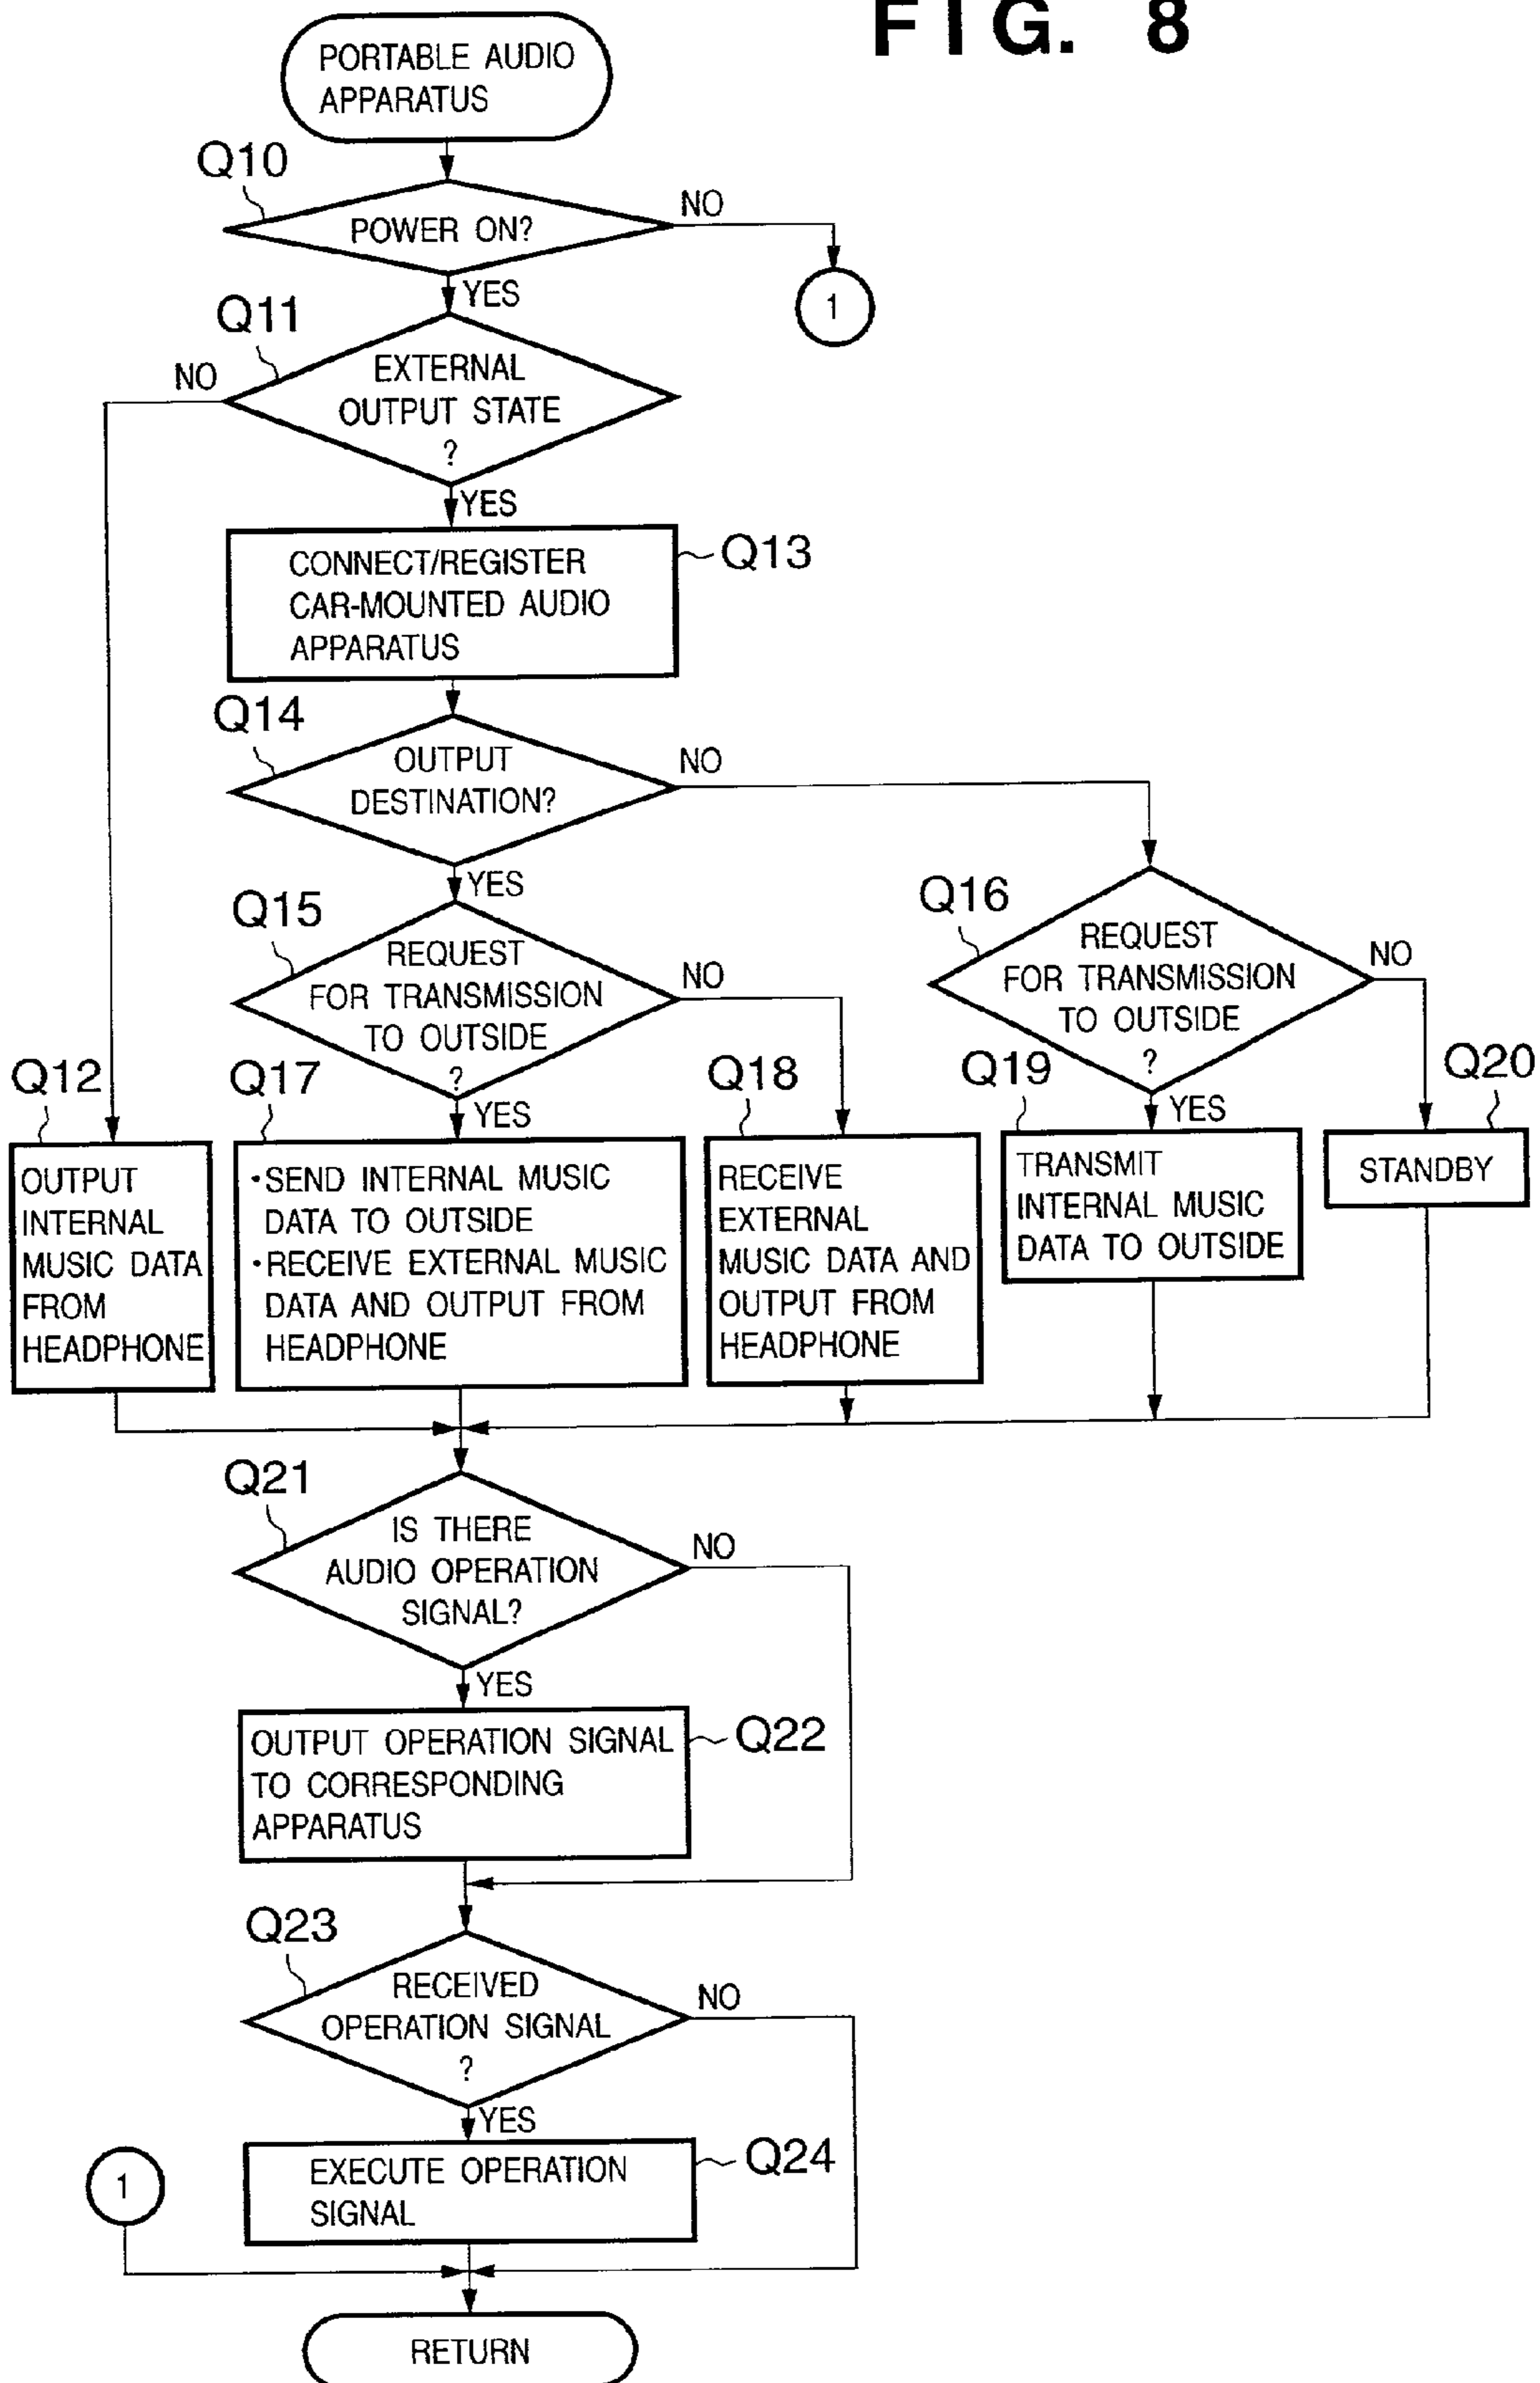 FIG. 8
PORTABLE AUDIO
APPARATUS
Q10
POWER ON?
NO
1
YES
Q11
EXTERNAL
OUTPUT STATE
?
NO
YES
CONNECT/REGISTER
CAR-MOUNTED AUDIO
APPARATUS
Q13
Q14
OUTPUT
DESTINATION?
NO
YES
Q15
REQUEST
FOR TRANSMISSION
TO OUTSIDE
?
NO
YES
Q16
REQUEST
FOR TRANSMISSION
TO OUTSIDE
?
NO
YES
Q12
OUTPUT
INTERNAL
MUSIC DATA
FROM
HEADPHONE
Q17
•SEND INTERNAL MUSIC
DATA TO OUTSIDE
•RECEIVE EXTERNAL MUSIC
DATA AND OUTPUT FROM
HEADPHONE
Q18
RECEIVE
EXTERNAL
MUSIC DATA AND
OUTPUT FROM
HEADPHONE
Q19
TRANSMIT
INTERNAL MUSIC
DATA TO OUTSIDE
Q20
STANDBY
Q21
IS THERE
AUDIO OPERATION
SIGNAL?
NO
YES
OUTPUT OPERATION SIGNAL
TO CORRESPONDING
APPARATUS
Q22
Q23
RECEIVED
OPERATION SIGNAL
?
NO
YES
EXECUTE OPERATION
SIGNAL
Q24
1
RETURN